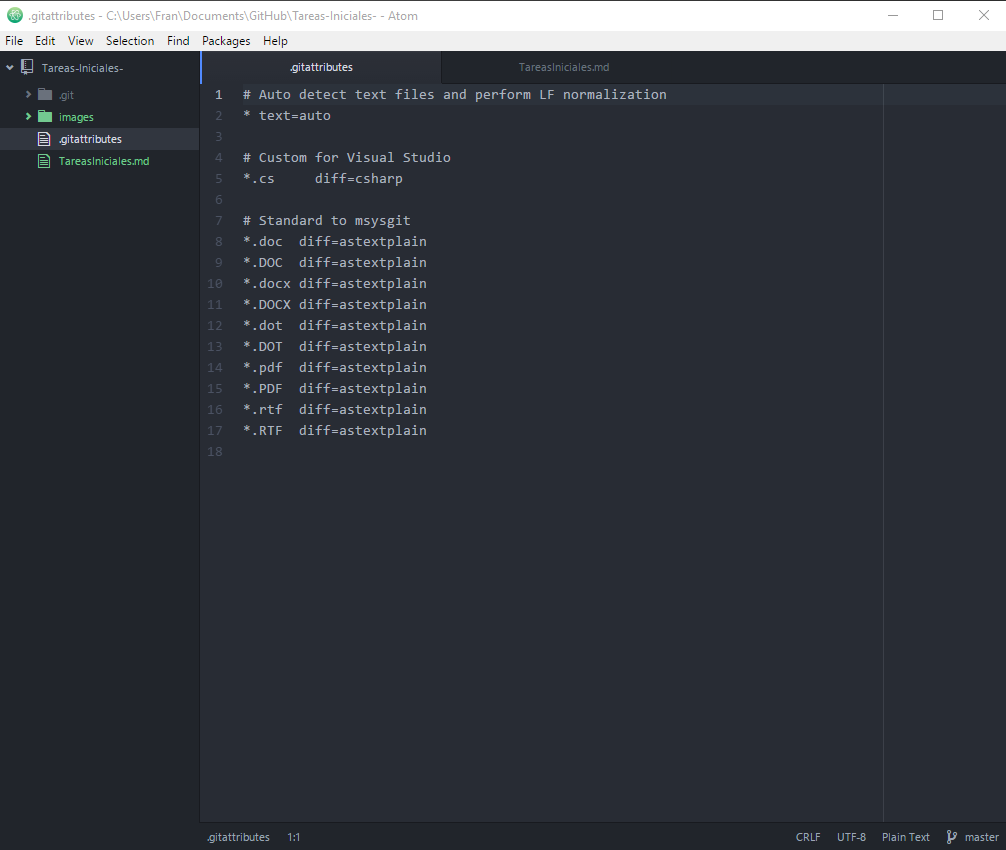 .gitattributes - C:\Users\Fran\Documents\GitHub\Tareas-Iniciales- - Atom
File Edit View Selection Find Packages Help
Tareas-Iniciales-
.git
images
.gitattributes
TareasIniciales.md
.gitattributes TareasIniciales.md
1 # Auto detect text files and perform LF normalization
2 * text=auto
3
4 # Custom for Visual Studio
5 *.cs     diff=csharp
6
7 # Standard to msysgit
8 *.doc  diff=astextplain
9 *.DOC  diff=astextplain
10 *.docx diff=astextplain
11 *.DOCX diff=astextplain
12 *.dot  diff=astextplain
13 *.DOT  diff=astextplain
14 *.pdf  diff=astextplain
15 *.PDF  diff=astextplain
16 *.rtf  diff=astextplain
17 *.RTF  diff=astextplain
18
.gitattributes 1:1 CRLF UTF-8 Plain Text master